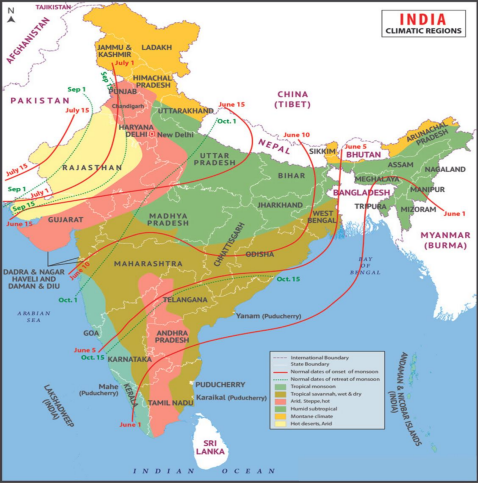 TAJIKISTAN
N
AFGHANISTAN
INDIA
CLIMATIC REGIONS
JAMMU &
KASHMIR
LADAKH
July 1
HIMACHAL
PRADESH
Sep 15
PUNJAB
Sep 1
PAKISTAN
July 15
Chandigarh
UTTARAKHAND
June 15
Oct. 1
CHINA
(TIBET)
HARYANA
DELHI
New Delhi
June 10
NEPAL
SIKKIM
June 5
BHUTAN
ARUNACHAL
PRADESH
ASSAM
NAGALAND
RAJASTHAN
UTTAR
PRADESH
July 15
BIHAR
MEGHALAYA
MANIPUR
BANGLADESH
Sep 1
July 1
Sep 15
June 15
GUJARAT
MADHYA
PRADESH
JHARKHAND
WEST
BENGAL
TRIPURA
MIZORAM
June 1
MYANMAR
(BURMA)
CHHATTISGARH
ODISHA
DADRA & NAGAR
HAVELI AND
DAMAN & DIU
June 10
MAHARASHTRA
BAY
OF
BENGAL
Oct. 15
ARABIAN
SEA
Oct. 1
TELANGANA
Yanam (Puducherry)
GOA
ANDHRA
PRADESH
June 5
Oct. 15
KARNATAKA
International Boundary
State Boundary
Normal dates of onset of monsoon
Normal dates of retreat of monsoon
Tropical monsoon
Tropical savannah, wet & dry
Arid, Steppe, hot
Humid subtropical
Montane climate
Hot deserts, Arid
Mahe
(Puducherry)
PUDUCHERRY
Karaikal (Puducherry)
KERALA
TAMIL NADU
June 1
LAKSHADWEEP
(INDIA)
ANDAMAN & NICOBAR ISLANDS
(INDIA)
SRI
LANKA
INDIAN OCEAN